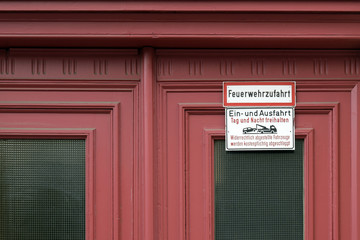 Feuerwehrzufahrt
Ein- und Ausfahrt
Tag und Nacht freihalten
Widerrechtlich abgestellte Fahrzeuge
werden kostenpflichtig abgeschleppt